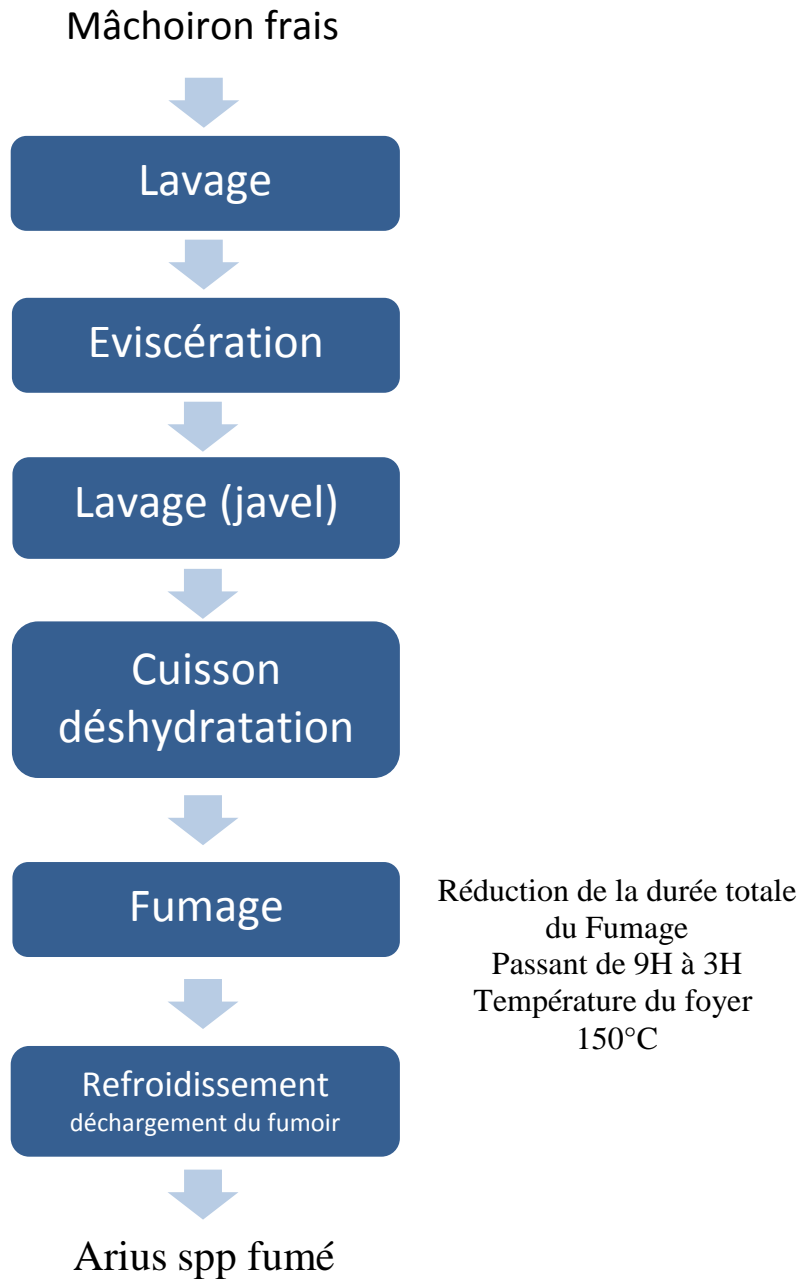 Mâchoiron frais
Lavage
Eviscération
Lavage (javel)
Cuisson
déshydratation
Fumage
Réduction de la durée totale
du Fumage
Passant de 9H à 3H
Température du foyer
150°C
Refroidissement
déchargement du fumoir
Arius spp fumé